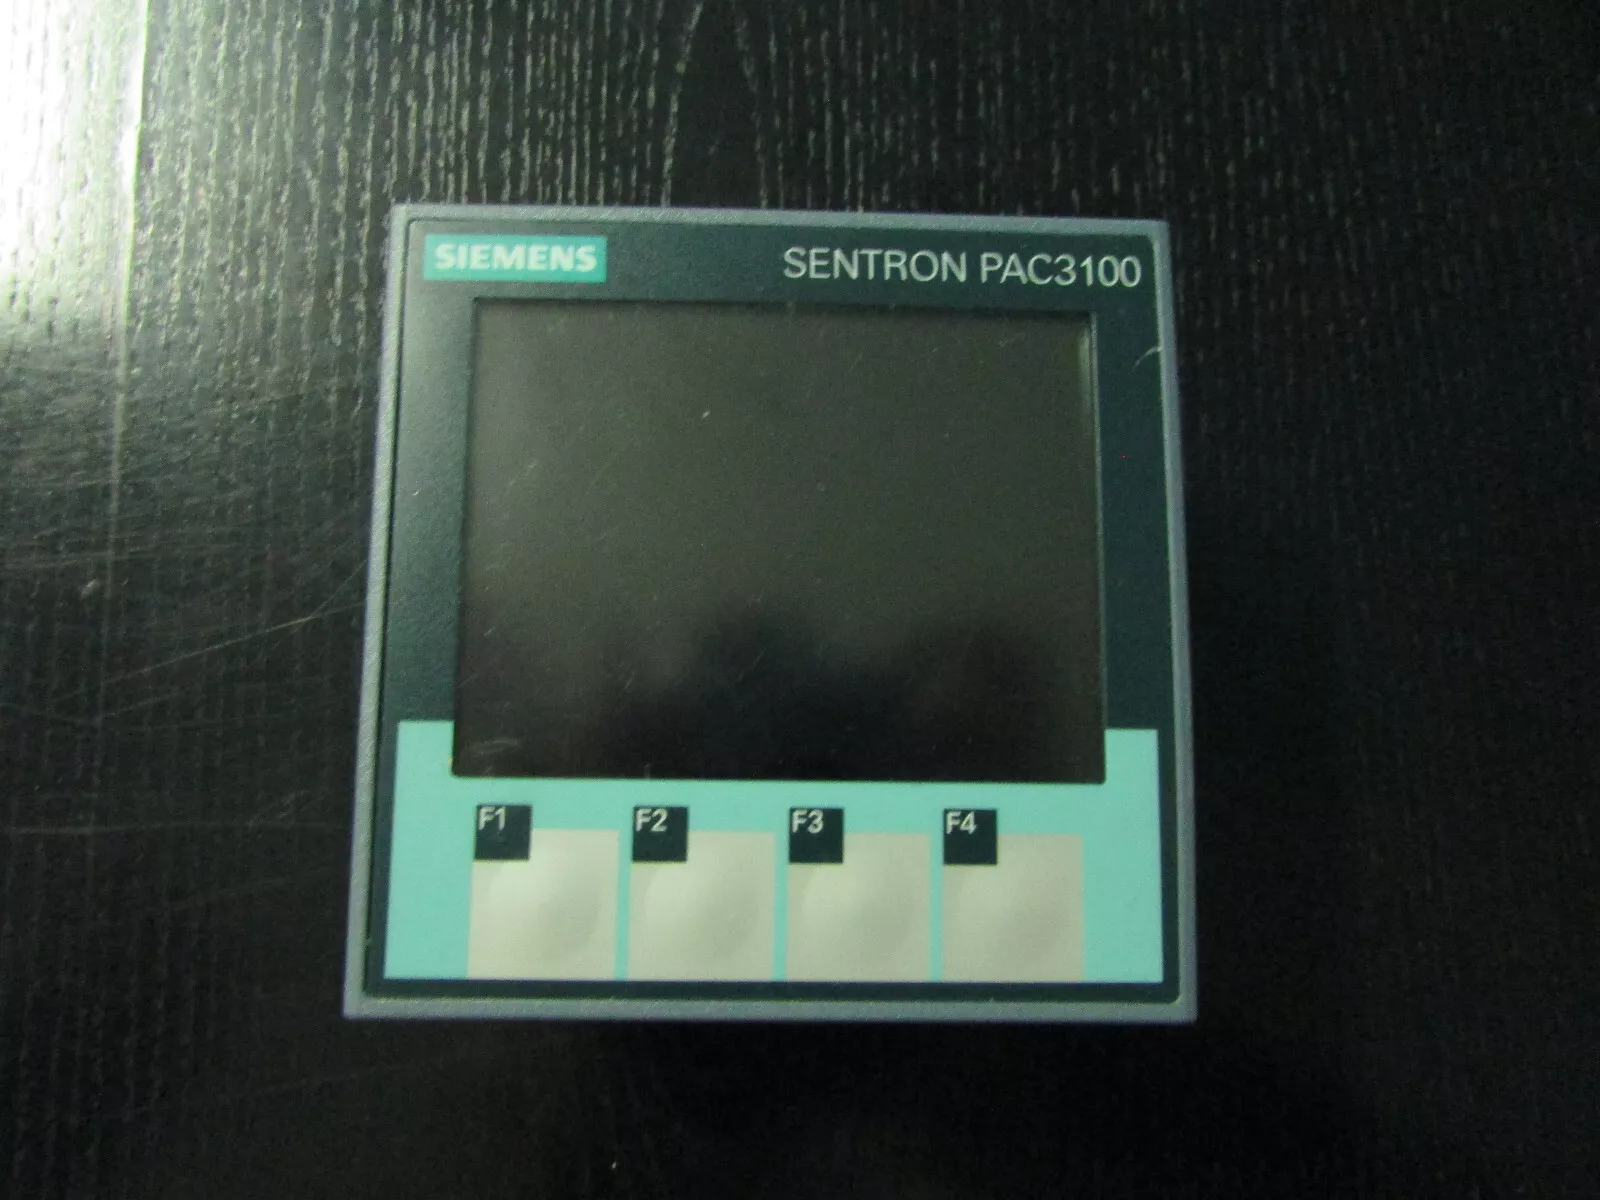 SIEMENS
SENTRON PAC3100
F1
F2
F3
F4